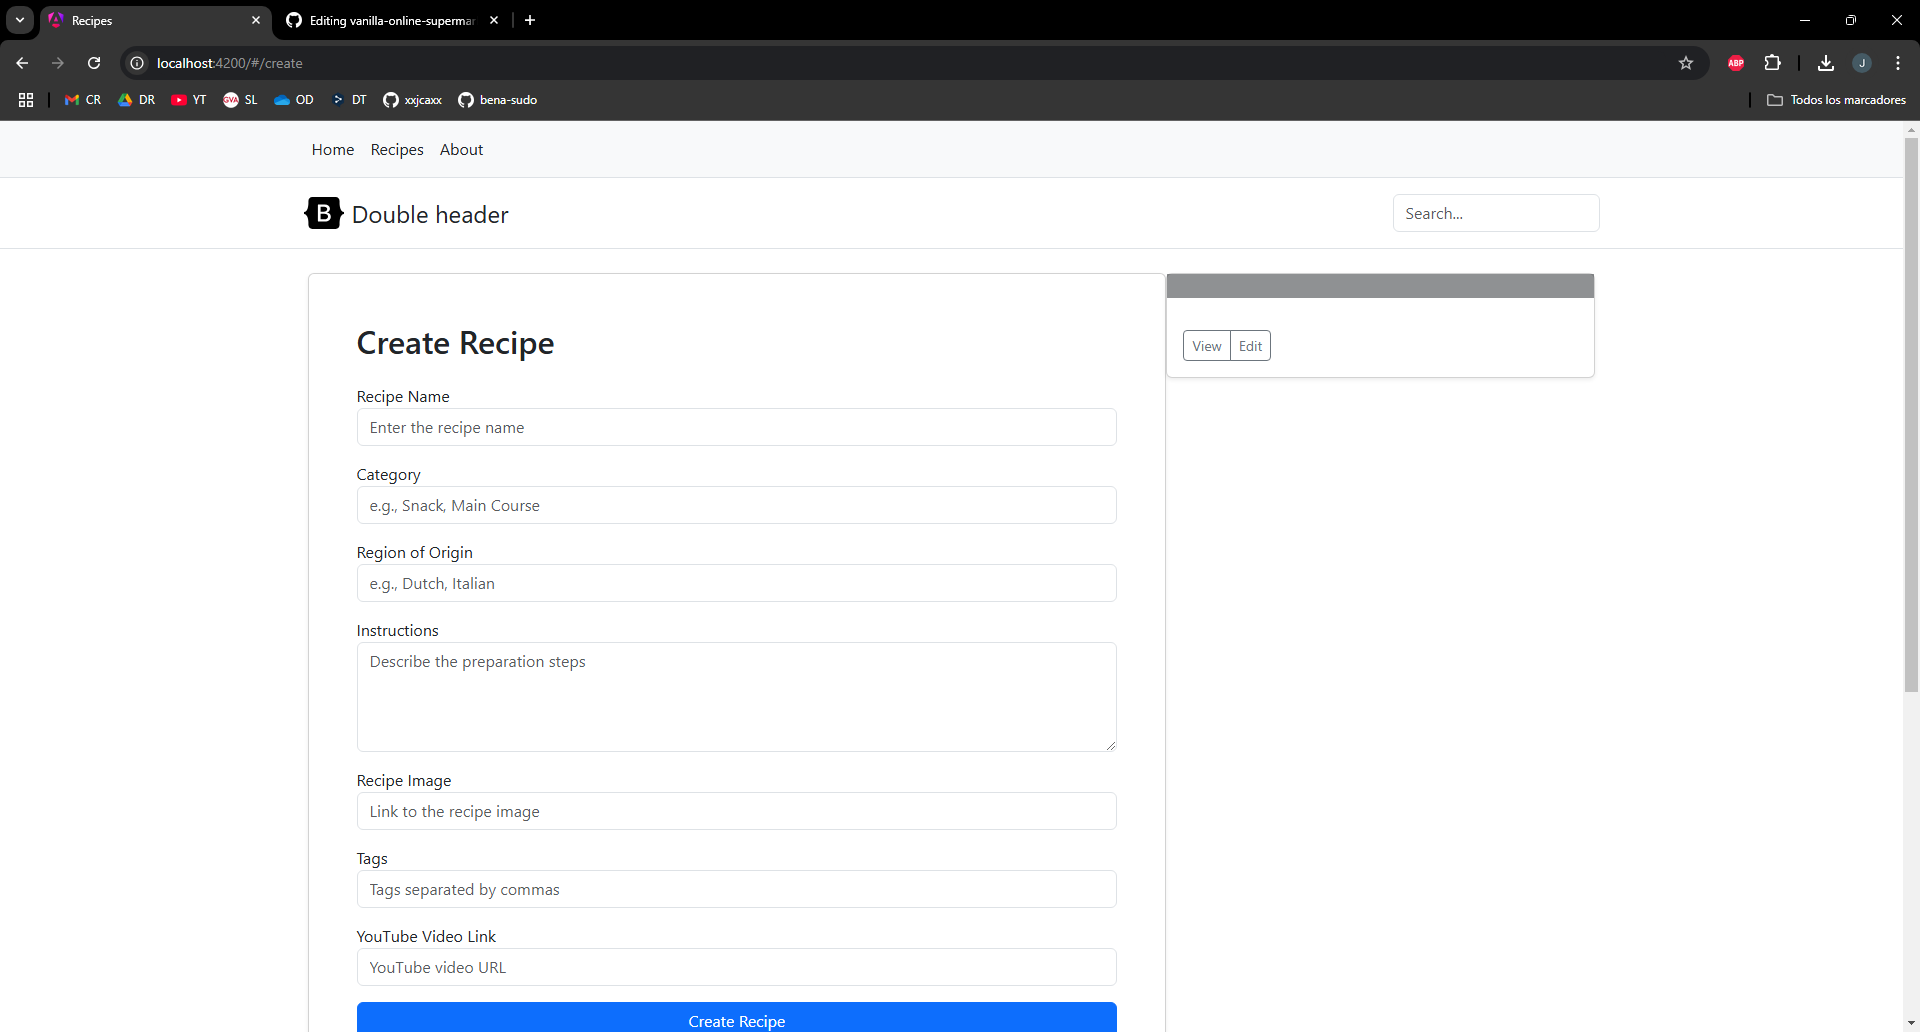 Recipes
Editing vanilla-online-superma
localhost:4200/#/create
ABP
J
CR
DR
YT
GVA SL
OD
DT
xxjcaxx
bena-sudo
Todos los marcadores
Home Recipes About
B Double header
Search...
Create Recipe
Recipe Name
Enter the recipe name
Category
e.g., Snack, Main Course
Region of Origin
e.g., Dutch, Italian
Instructions
Describe the preparation steps
Recipe Image
Link to the recipe image
Tags
Tags separated by commas
YouTube Video Link
YouTube video URL
Create Recipe
View Edit